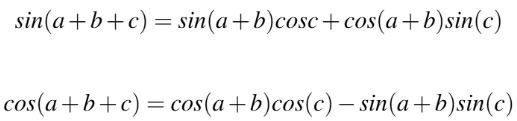 sin(a+b+c) = sin(a+b)cosc+cos(a+b)sin(c)
cos(a+b+c) = cos(a+b)cos(c)−sin(a+b)sin(c)